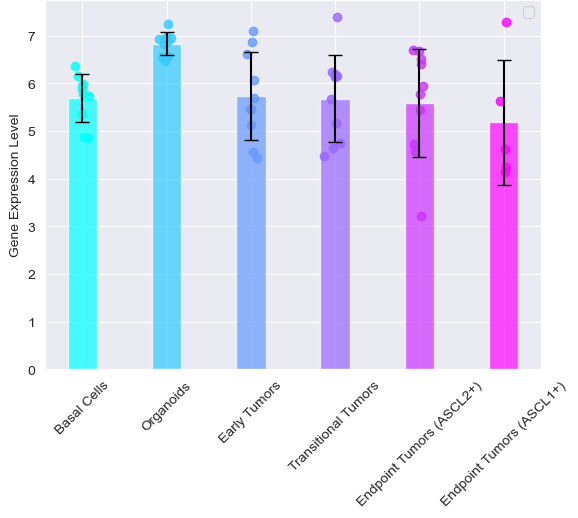 Gene Expression Level
7
6
5
4
3
2
1
0
Basal Cells
Organoids
Early Tumors
Transitional Tumors
Endpoint Tumors (ASCL2+)
Endpoint Tumors (ASCL1+)